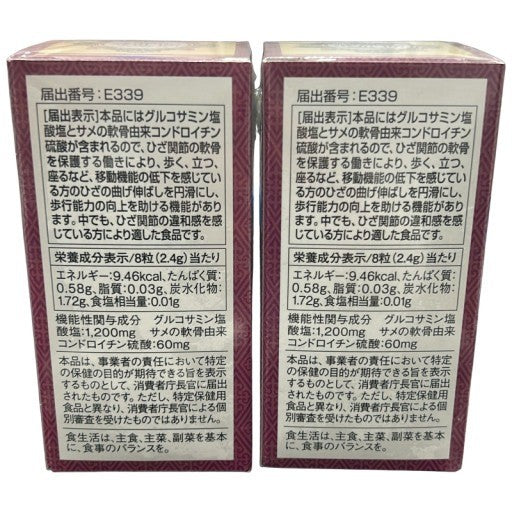 届出番号:E339
[届出表示]本品にはグルコサミン塩
酸塩とサメの軟骨由来コンドロイチン
硫酸が含まれるので、ひざ関節の軟骨
を保護する働きにより、歩く、立つ、
座るなど、移動機能の低下を感じてい
る方のひざの曲げ伸ばしを円滑にし、
歩行能力の向上を助ける機能があり
ます。中でも、ひざ関節の違和感を感
じている方により適した食品です。
栄養成分表示/8粒(2.4g)当たり
エネルギー:9.46kcal、たんぱく質:
0.58g、脂質:0.03g、炭水化物:
1.72g、食塩相当量:0.01g
機能性関与成分 グルコサミン塩
酸塩:1,200mg サメの軟骨由来
コンドロイチン硫酸:60mg
本品は、事業者の責任において特定
の保健の目的が期待できる旨を表
示するものとして、消費者庁長官に届出
されたものです。ただし、特定保健用
食品と異なり、消費者庁長官による個
別審査を受けたものではありません。
食生活は、主食、主菜、副菜を基本
に、食事のバランスを。
届出番号:E339
[届出表示]本品にはグルコサミン塩
酸塩とサメの軟骨由来コンドロイチン
硫酸が含まれるので、ひざ関節の軟骨
を保護する働きにより、歩く、立つ、
座るなど、移動機能の低下を感じてい
る方のひざの曲げ伸ばしを円滑にし、
歩行能力の向上を助ける機能があり
ます。中でも、ひざ関節の違和感を感
じている方により適した食品です。
栄養成分表示/8粒(2.4g)当たり
エネルギー:9.46kcal、たんぱく質:
0.58g、脂質:0.03g、炭水化物:
1.72g、食塩相当量:0.01g
機能性関与成分 グルコサミン塩
酸塩:1,200mg サメの軟骨由来
コンドロイチン硫酸:60mg
本品は、事業者の責任において特定
の保健の目的が期待できる旨を表
示するものとして、消費者庁長官に届出
されたものです。ただし、特定保健用
食品と異なり、消費者庁長官による個
別審査を受けたものではありません。
食生活は、主食、主菜、副菜を基本
に、食事のバランスを。